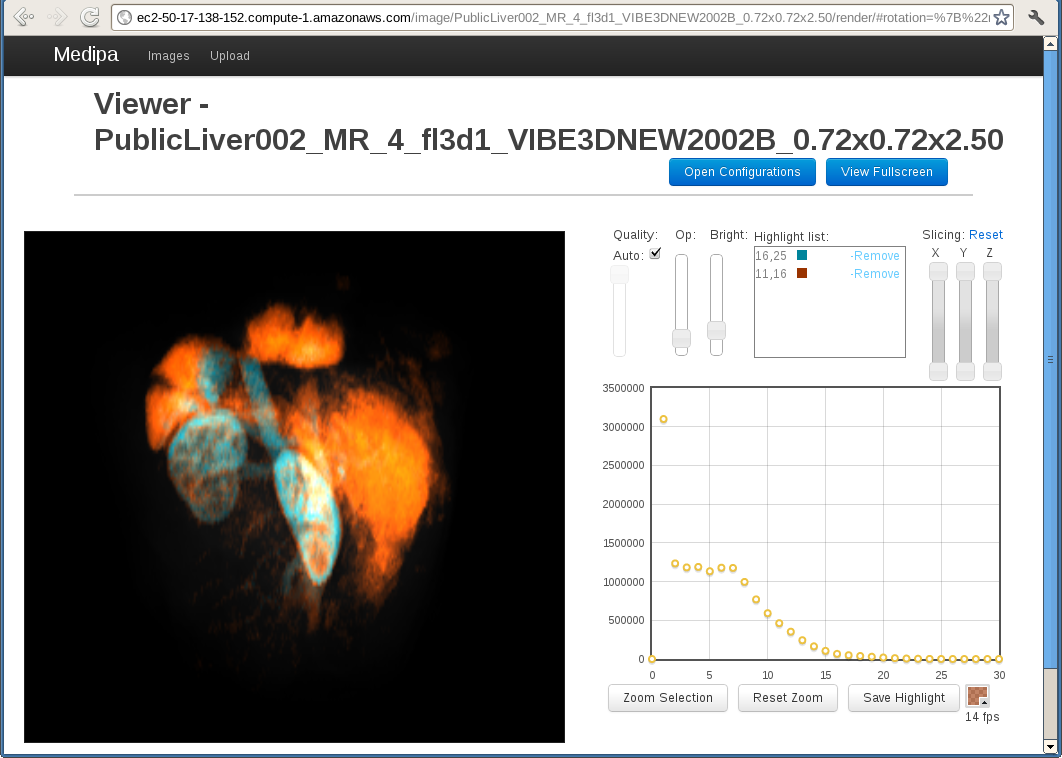 ec2-50-17-138-152.compute-1.amazonaws.com/image/PublicLiver002_MR_4_fl3d1_VIBE3DNEW2002B_0.72x0.72x2.50/render/#rotation=%7B%22
Medipa Images Upload
Viewer -
PublicLiver002_MR_4_fl3d1_VIBE3DNEW2002B_0.72x0.72x2.50
Open Configurations View Fullscreen
Quality: Op: Bright: Highlight list: Slicing: Reset
Auto: X Y Z
16,25 -Remove
11,16 -Remove
3500000
3000000
2500000
2000000
1500000
1000000
500000
0
0 5 10 15 20 25 30
Zoom Selection Reset Zoom Save Highlight
14 fps